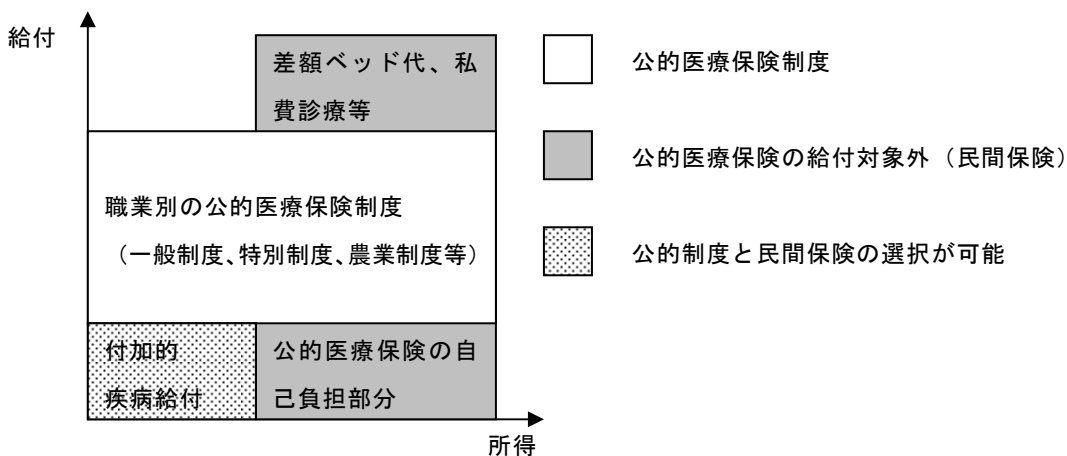 給付
差額ベッド代、私
費診療等
職業別の公的医療保険制度
（一般制度、特別制度、農業制度等）
付加的
疾病給付
公的医療保険の自
己負担部分
所得
公的医療保険制度
公的医療保険の給付対象外（民間保険）
公的制度と民間保険の選択が可能